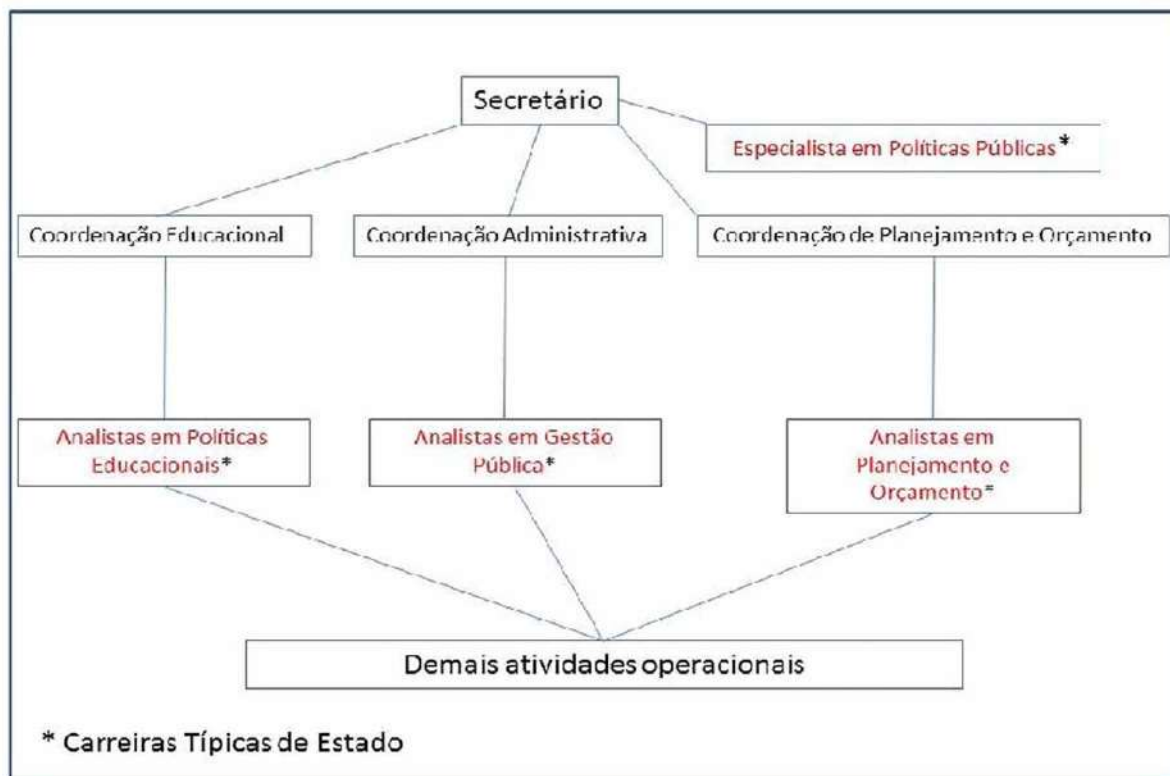 Secretário
Especialista em Políticas Públicas*
Coordenação Educacional
Coordenação Administrativa
Coordenação de Planejamento e Orçamento
Analistas em Políticas
Educacionais*
Analistas em Gestão
Pública*
Analistas em
Planejamento e
Orçamento*
Demais atividades operacionais
* Carreiras Típicas de Estado